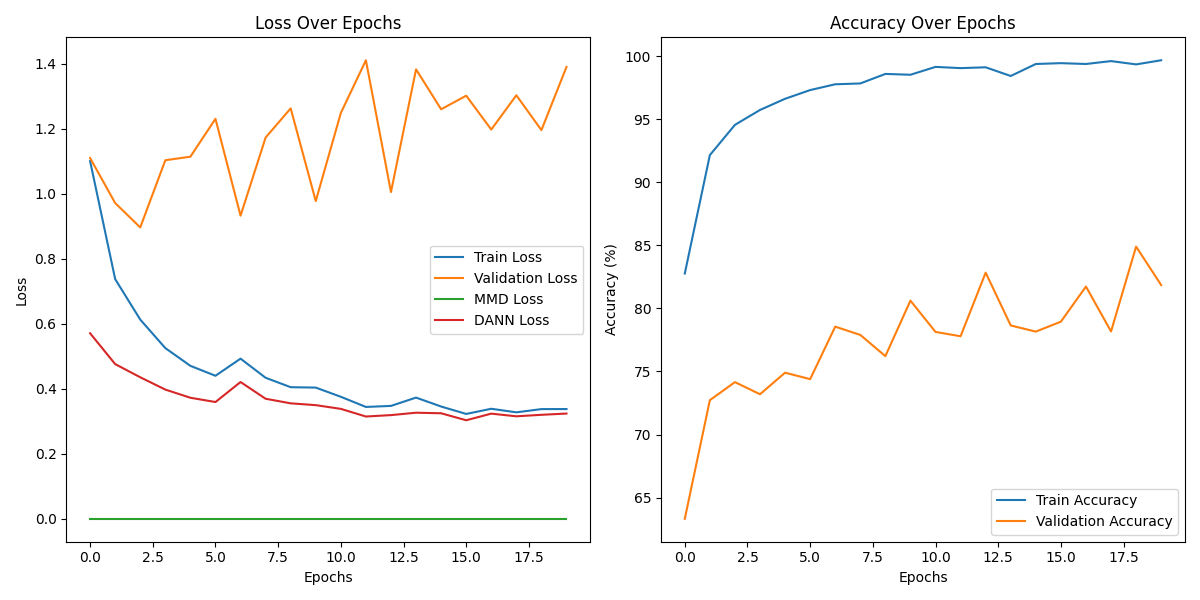 Loss Over Epochs
1.4
1.2
1.0
0.8
0.6
0.4
0.2
0.0
Loss
0.0 2.5 5.0 7.5 10.0 12.5 15.0 17.5
Epochs
Train Loss
Validation Loss
MMD Loss
DANN Loss
Accuracy Over Epochs
100
95
90
85
80
75
70
65
Accuracy (%)
0.0 2.5 5.0 7.5 10.0 12.5 15.0 17.5
Epochs
Train Accuracy
Validation Accuracy